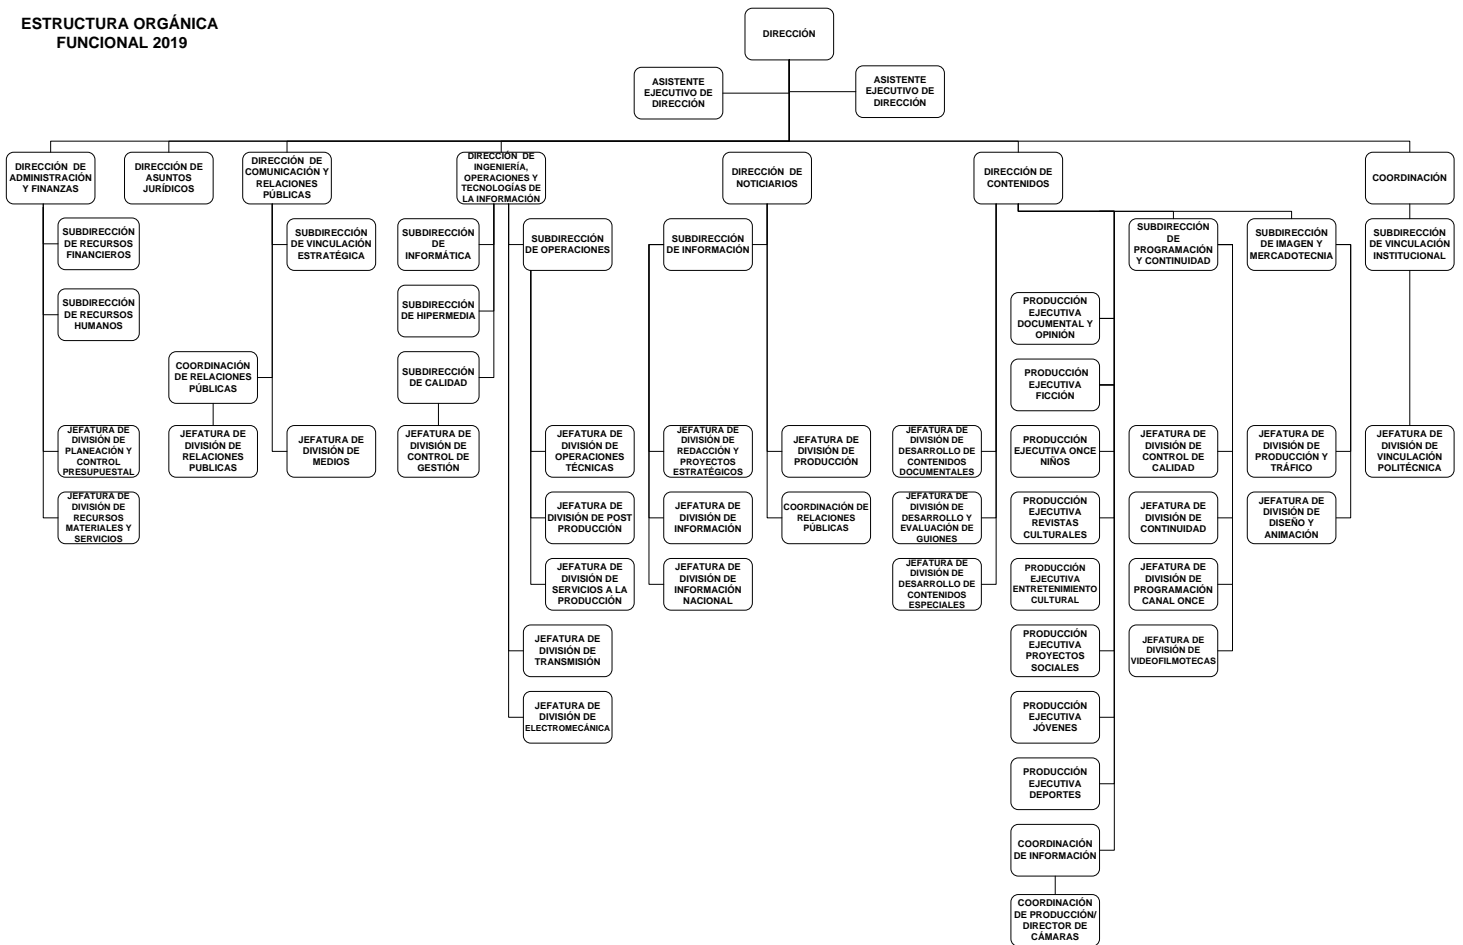 ESTRUCTURA ORGÁNICA
FUNCIONAL 2019
DIRECCIÓN
ASISTENTE
EJECUTIVO DE
DIRECCIÓN
ASISTENTE
EJECUTIVO DE
DIRECCIÓN
DIRECCIÓN DE
ADMINISTRACIÓN
Y FINANZAS
DIRECCIÓN DE
ASUNTOS
JURÍDICOS
DIRECCIÓN DE
COMUNICACIÓN Y
RELACIONES
PÚBLICAS
DIRECCIÓN DE
INGENIERÍA,
OPERACIONES Y
TECNOLOGÍAS DE
LA INFORMACIÓN
DIRECCIÓN DE
NOTICIARIOS
DIRECCIÓN DE
CONTENIDOS
COORDINACIÓN
SUBDIRECCIÓN
DE RECURSOS
FINANCIEROS
SUBDIRECCIÓN
DE VINCULACIÓN
ESTRATÉGICA
SUBDIRECCIÓN
DE
INFORMÁTICA
SUBDIRECCIÓN
DE OPERACIONES
SUBDIRECCIÓN
DE INFORMACIÓN
SUBDIRECCIÓN
DE
PROGRAMACIÓN
Y CONTINUIDAD
SUBDIRECCIÓN
DE IMAGEN Y
MERCADOTECNIA
SUBDIRECCIÓN
DE VINCULACIÓN
INSTITUCIONAL
SUBDIRECCIÓN
DE RECURSOS
HUMANOS
SUBDIRECCIÓN
DE HIPERMEDIA
PRODUCCIÓN
EJECUTIVA
DOCUMENTAL Y
OPINIÓN
COORDINACIÓN
DE RELACIONES
PÚBLICAS
SUBDIRECCIÓN
DE CALIDAD
PRODUCCIÓN
EJECUTIVA
FICCIÓN
JEFATURA DE
DIVISIÓN DE
PLANEACIÓN Y
CONTROL
PRESUPUESTAL
JEFATURA DE
DIVISIÓN DE
RELACIONES
PUBLICAS
JEFATURA DE
DIVISIÓN DE
MEDIOS
JEFATURA DE
DIVISIÓN DE
CONTROL DE
GESTIÓN
JEFATURA DE
DIVISIÓN DE
OPERACIONES
TÉCNICAS
JEFATURA DE
DIVISIÓN DE
REDACCIÓN Y
PROYECTOS
ESTRATÉGICOS
JEFATURA DE
DIVISIÓN DE
PRODUCCIÓN
JEFATURA DE
DIVISIÓN DE
DESARROLLO DE
CONTENIDOS
DOCUMENTALES
PRODUCCIÓN
EJECUTIVA ONCE
NIÑOS
JEFATURA DE
DIVISIÓN DE
CONTROL DE
CALIDAD
JEFATURA DE
DIVISIÓN DE
PRODUCCIÓN Y
TRÁFICO
JEFATURA DE
DIVISIÓN DE
VINCULACIÓN
POLITÉCNICA
JEFATURA DE
DIVISIÓN DE
RECURSOS
MATERIALES Y
SERVICIOS
JEFATURA DE
DIVISIÓN DE POST
PRODUCCIÓN
JEFATURA DE
DIVISIÓN DE
INFORMACIÓN
COORDINACIÓN DE
RELACIONES
PÚBLICAS
JEFATURA DE
DIVISIÓN DE
DESARROLLO Y
EVALUACIÓN DE
GUIONES
PRODUCCIÓN
EJECUTIVA
REVISTAS
CULTURALES
JEFATURA DE
DIVISIÓN DE
CONTINUIDAD
JEFATURA DE
DIVISIÓN DE
DISEÑO Y
ANIMACIÓN
JEFATURA DE
DIVISIÓN DE
SERVICIOS A LA
PRODUCCIÓN
JEFATURA DE
DIVISIÓN DE
INFORMACIÓN
NACIONAL
JEFATURA DE
DIVISIÓN DE
DESARROLLO DE
CONTENIDOS
ESPECIALES
PRODUCCIÓN
EJECUTIVA
ENTRETENIMIENTO
CULTURAL
JEFATURA DE
DIVISIÓN DE
PROGRAMACIÓN
CANAL ONCE
JEFATURA DE
DIVISIÓN DE
TRANSMISIÓN
PRODUCCIÓN
EJECUTIVA
PROYECTOS
SOCIALES
JEFATURA DE
DIVISIÓN DE
VIDEOFILMOTECAS
JEFATURA DE
DIVISIÓN DE
ELECTROMECÁNICA
PRODUCCIÓN
EJECUTIVA
JÓVENES
PRODUCCIÓN
EJECUTIVA
DEPORTES
COORDINACIÓN
DE INFORMACIÓN
COORDINACIÓN
DE PRODUCCIÓN/
DIRECTOR DE
CÁMARAS